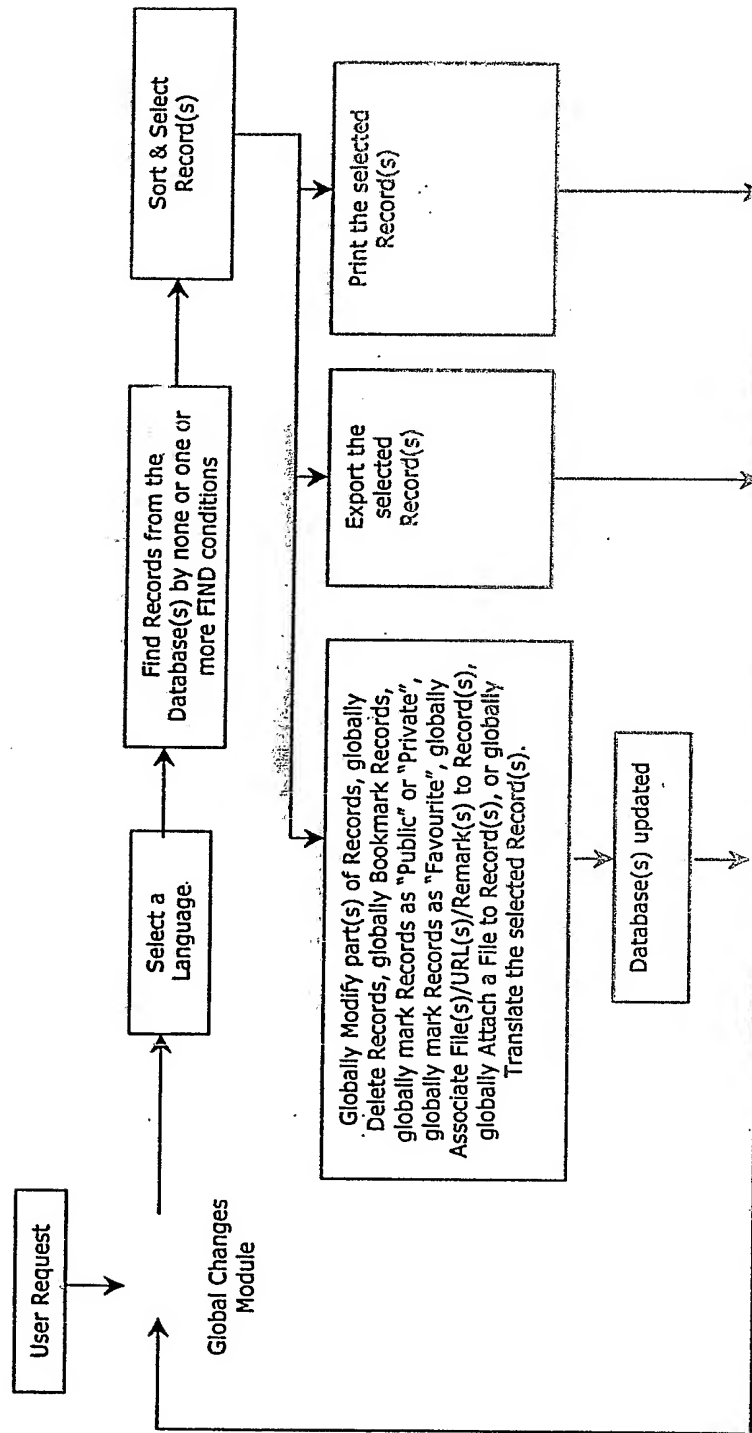 User Request
Global Changes
Module
Select a
Language.
Find Records from the
Database(s) by none or one or
more FIND conditions
Sort & Select
Record(s)
Globally Modify part(s) of Records, globally
Delete Records, globally Bookmark Records,
globally mark Records as "Public" or "Private",
globally mark Records as "Favourite", globally
Associate File(s)/URL(s)/Remark(s) to Record(s),
globally Attach a File to Record(s), or globally
Translate the selected Record(s).
Export the
selected
Record(s)
Print the selected
Record(s)
Database(s) updated